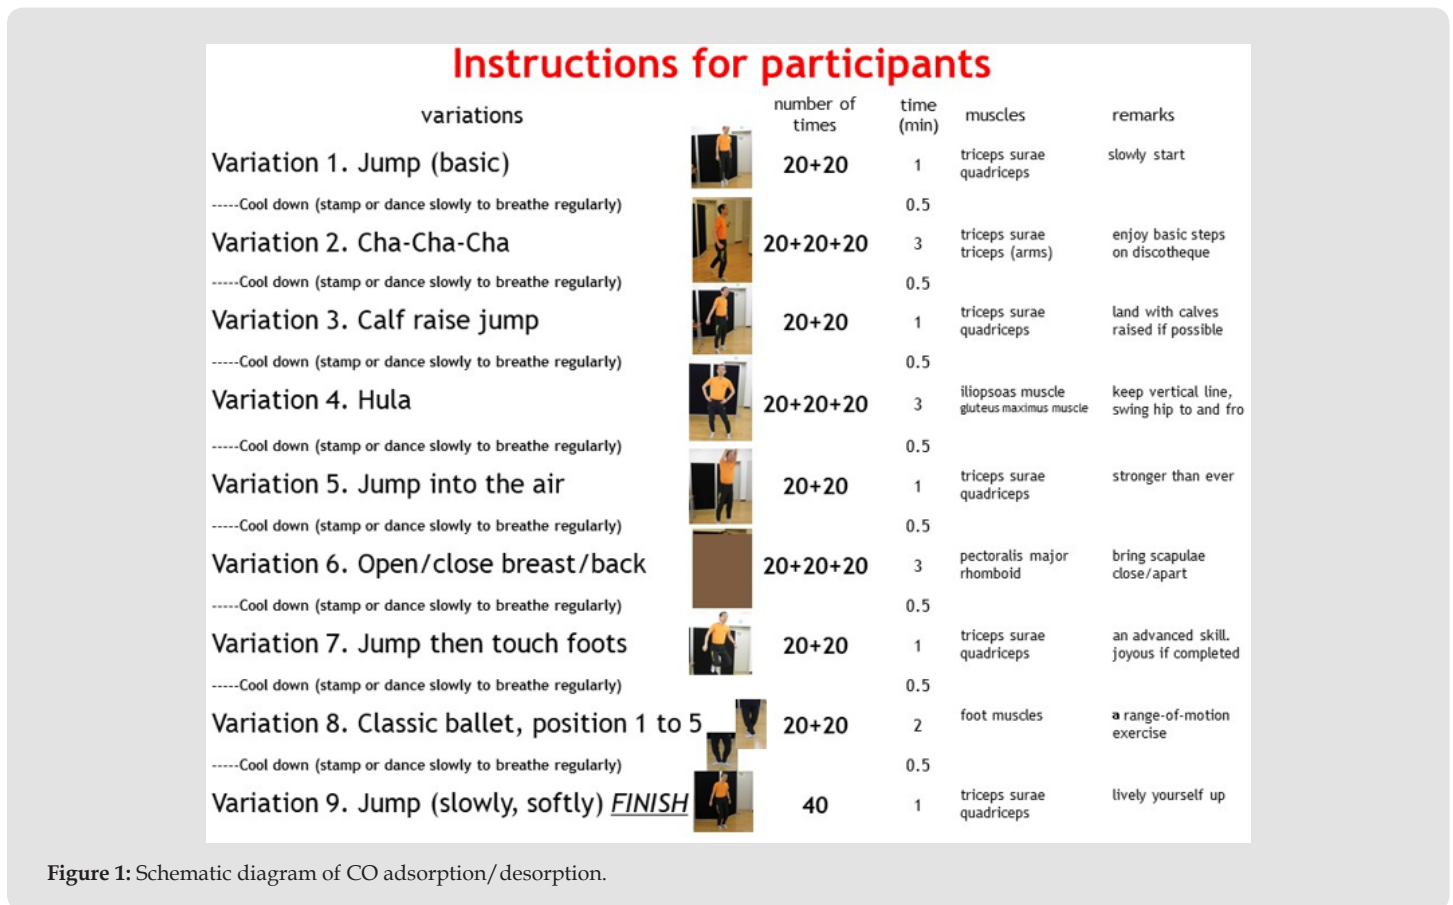 Instructions for participants
variations number of times time (min) muscles remarks
Variation 1. Jump (basic) 20+20 1 triceps surae quadriceps slowly start
-----Cool down (stamp or dance slowly to breathe regularly) 0.5
Variation 2. Cha-Cha-Cha 20+20+20 3 triceps surae triceps (arms) enjoy basic steps on discotheque
-----Cool down (stamp or dance slowly to breathe regularly) 0.5
Variation 3. Calf raise jump 20+20 1 triceps surae quadriceps land with calves raised if possible
-----Cool down (stamp or dance slowly to breathe regularly) 0.5
Variation 4. Hula 20+20+20 3 iliopsoas muscle gluteus maximus muscle keep vertical line, swing hip to and fro
-----Cool down (stamp or dance slowly to breathe regularly) 0.5
Variation 5. Jump into the air 20+20 1 triceps surae quadriceps stronger than ever
-----Cool down (stamp or dance slowly to breathe regularly) 0.5
Variation 6. Open/close breast/back 20+20+20 3 pectoralis major rhomboid bring scapulae close/apart
-----Cool down (stamp or dance slowly to breathe regularly) 0.5
Variation 7. Jump then touch foots 20+20 1 triceps surae quadriceps an advanced skill. joyous if completed
-----Cool down (stamp or dance slowly to breathe regularly) 0.5
Variation 8. Classic ballet, position 1 to 5 20+20 2 foot muscles a range-of-motion exercise
-----Cool down (stamp or dance slowly to breathe regularly) 0.5
Variation 9. Jump (slowly, softly) FINISH 40 1 triceps surae quadriceps lively yourself up
Figure 1: Schematic diagram of CO adsorption/desorption.